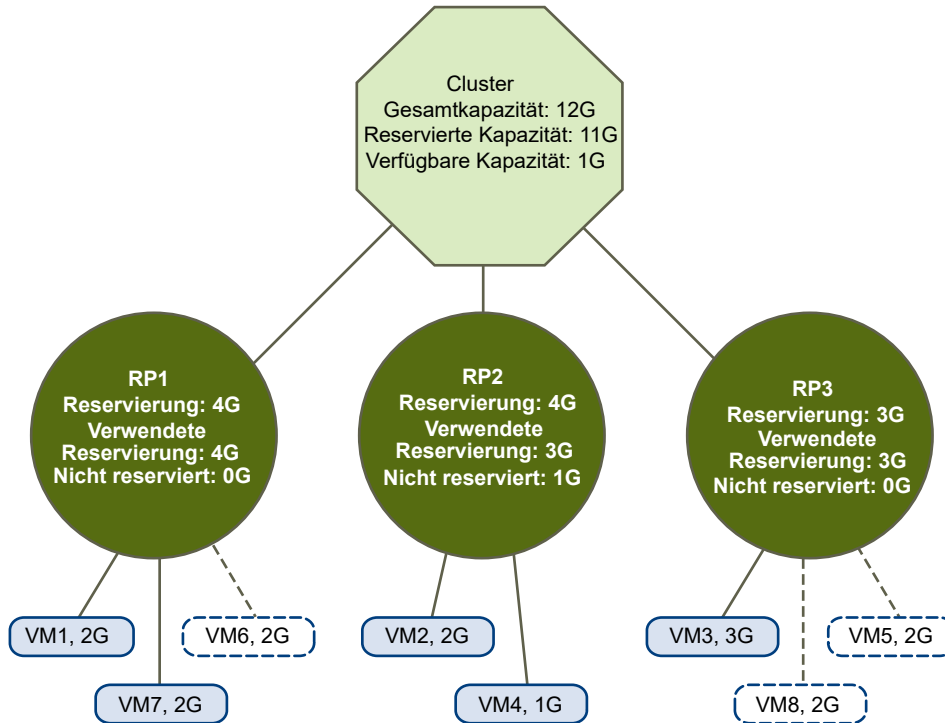 Cluster
Gesamtkapazität: 12G
Reservierte Kapazität: 11G
Verfügbare Kapazität: 1G
RP1
Reservierung: 4G
Verwendete
Reservierung: 4G
Nicht reserviert: 0G
RP2
Reservierung: 4G
Verwendete
Reservierung: 3G
Nicht reserviert: 1G
RP3
Reservierung: 3G
Verwendete
Reservierung: 3G
Nicht reserviert: 0G
VM1, 2G
VM6, 2G
VM2, 2G
VM3, 3G
VM5, 2G
VM7, 2G
VM4, 1G
VM8, 2G